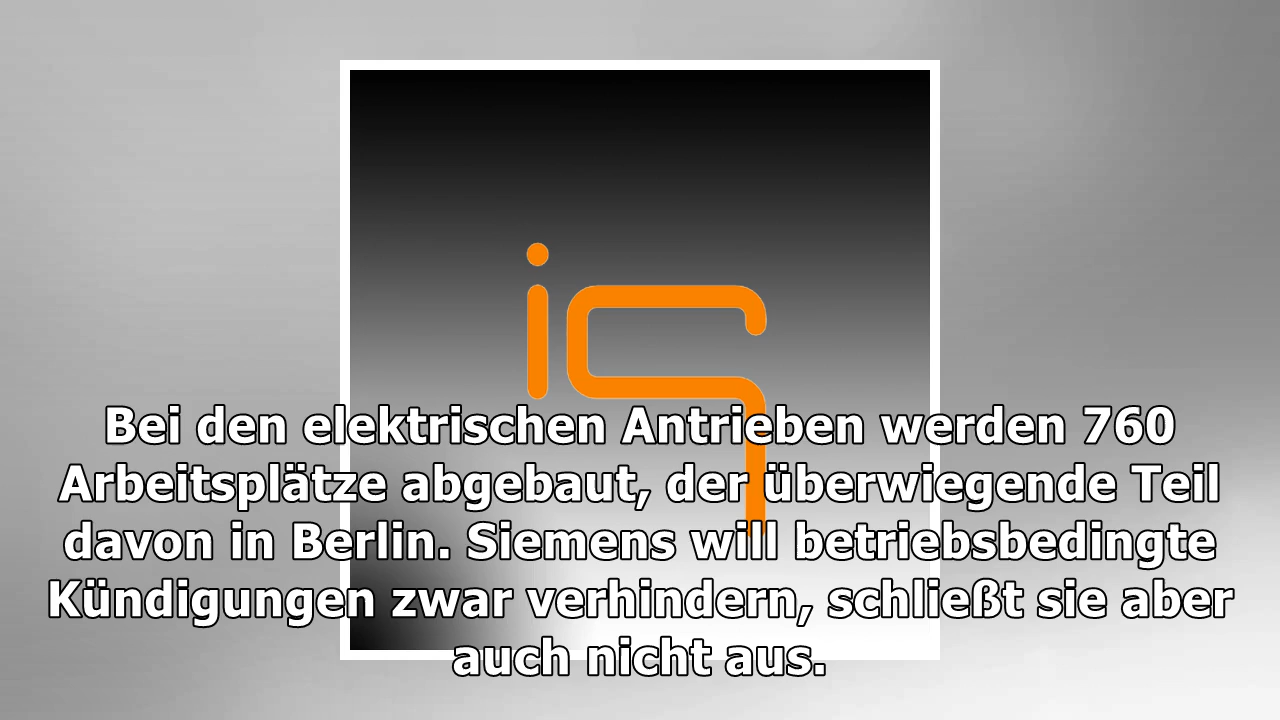 iq
Bei den elektrischen Antrieben werden 760
Arbeitsplätze abgebaut, der überwiegende Teil
davon in Berlin. Siemens will betriebsbedingte
Kündigungen zwar verhindern, schließt sie aber
auch nicht aus.